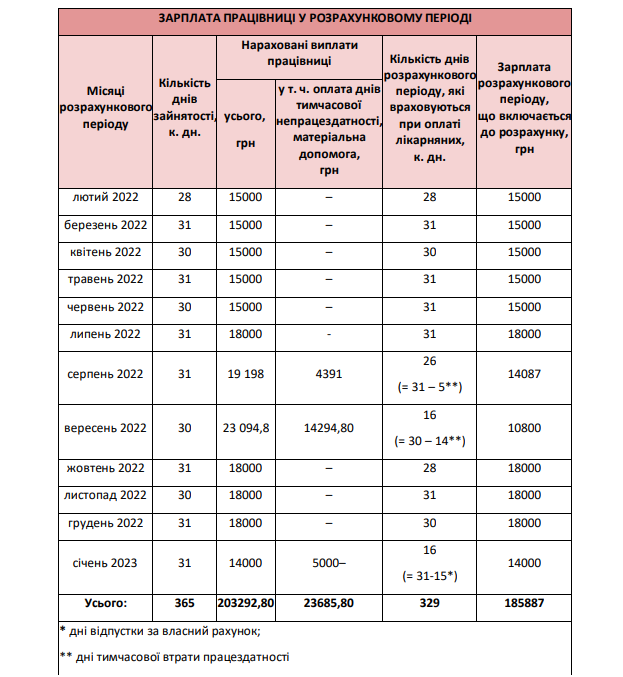 ЗАРПЛАТА ПРАЦІВНИЦІ У РОЗРАХУНКОВОМУ ПЕРІОДІ
Місяці
розрахункового
періоду
Кількість
днів
зайнятості,
к. дн.
Нараховані виплати
працівниці
усього,
грн
у т. ч. оплата днів
тимчасової
непрацездатності,
матеріальна
допомога,
грн
Кількість днів
розрахункового
періоду, які
враховуються
при оплаті
лікарняних,
к. дн.
Зарплата
розрахункового
періоду,
що включається
до розрахунку,
грн
лютий 2022 28 15000 – 28 15000
березень 2022 31 15000 – 31 15000
квітень 2022 30 15000 – 30 15000
травень 2022 31 15000 – 31 15000
червень 2022 30 15000 – 31 15000
липень 2022 31 18000 - 31 18000
серпень 2022 31 19 198 4391 26 14087
(= 31 – 5**)
вересень 2022 30 23 094,8 14294,80 16 10800
(= 30 – 14**)
жовтень 2022 31 18000 – 28 18000
листопад 2022 30 18000 – 31 18000
грудень 2022 31 18000 – 30 18000
січень 2023 31 14000 5000– 16 14000
(= 31-15*)
Усього: 365 203292,80 23685,80 329 185887
* дні відпустки за власний рахунок;
** дні тимчасової втрати працездатності